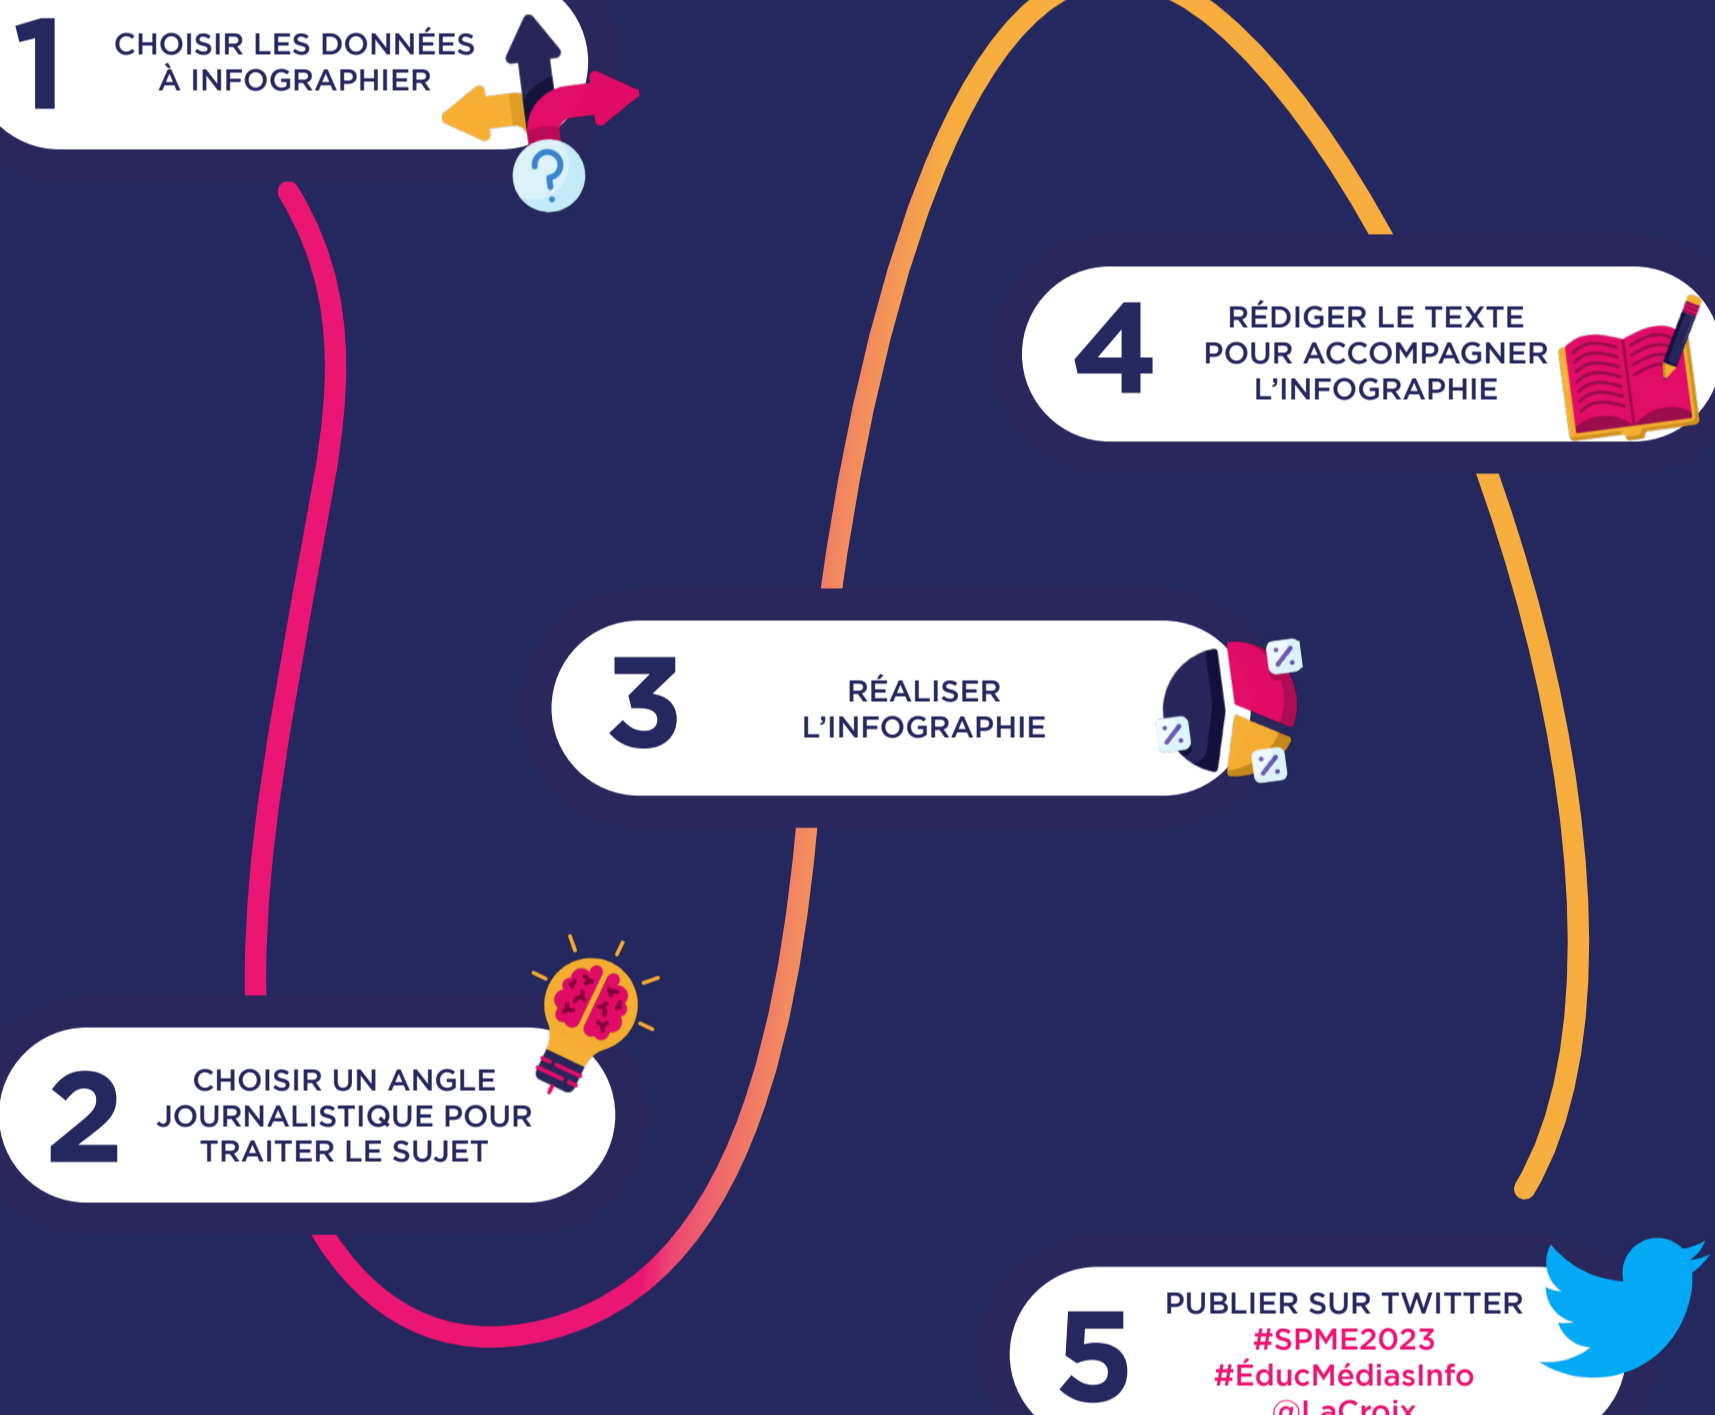 1
CHOISIR LES DONNÉES
À INFOGRAPHIER
?
2
CHOISIR UN ANGLE
JOURNALISTIQUE POUR
TRAITER LE SUJET
3
RÉALISER
L'INFOGRAPHIE
%
%
%
4
RÉDIGER LE TEXTE
POUR ACCOMPAGNER
L'INFOGRAPHIE
5
PUBLIER SUR TWITTER
#SPME2023
#ÉducMédiasInfo
@LaCroix